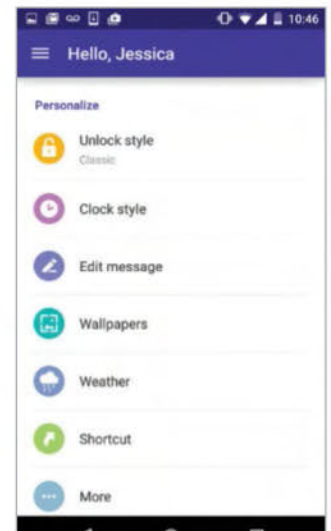 10:46
Hello, Jessica
Personalize
Unlock style
Classic
Clock style
Edit message
Wallpapers
Weather
Shortcut
More